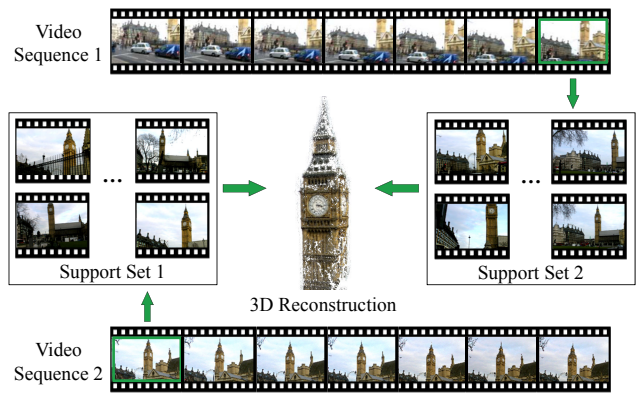 Video
Sequence 1
...
...
Support Set 1
Support Set 2
3D Reconstruction
Video
Sequence 2